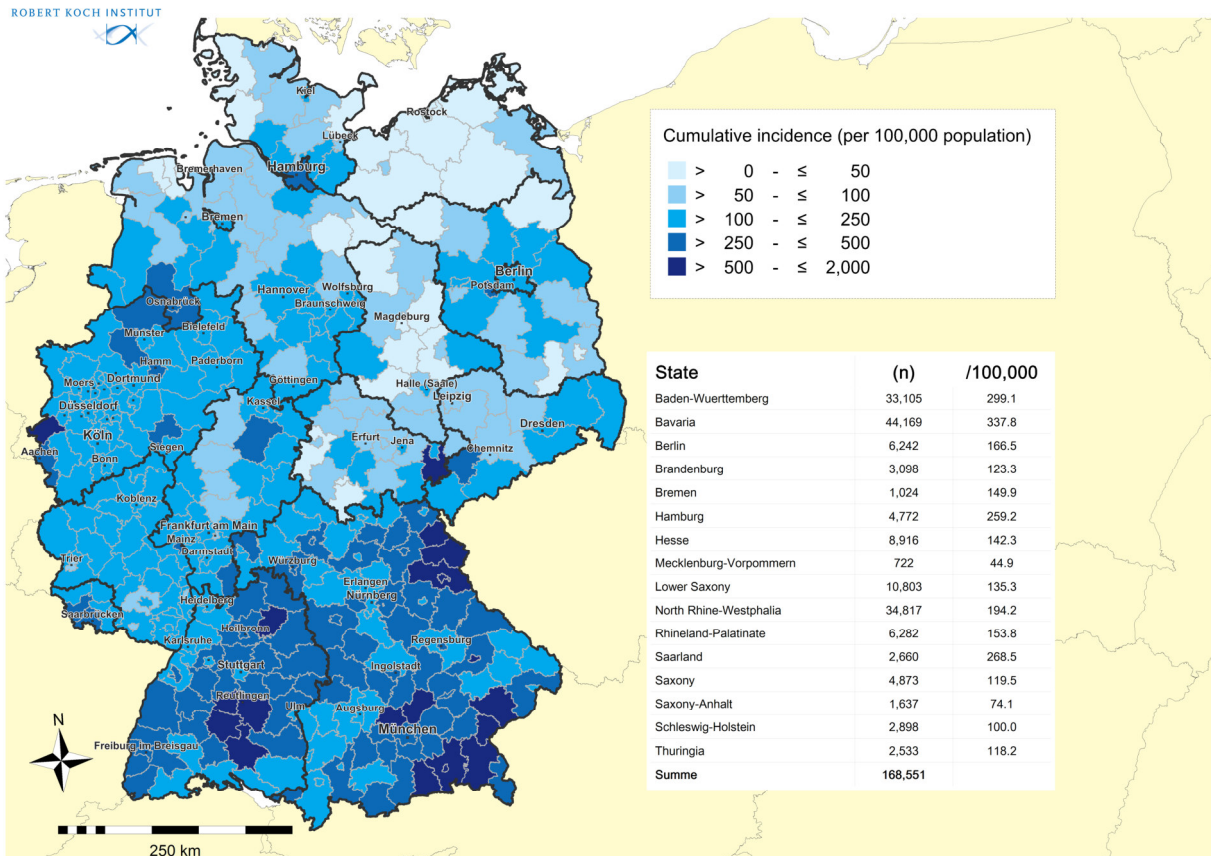 ROBERT KOCH INSTITUT
Kiel
Rostock
Lübeck
Hamburg
Bremerhaven
Bremen
Berlin
Potsdam
Hannover
Wolfsburg
Braunschweig
Osnabrück
Magdeburg
Münster
Bielefeld
Hamm
Paderborn
Moers
Dortmund
Göttingen
Halle (Saale)
Leipzig
Kassel
Düsseldorf
Dresden
Köln
Erfurt
Jena
Aachen
Siegen
Chemnitz
Bonn
Koblenz
Frankfurt am Main
Mainz
Darmstadt
Trier
Würzburg
Erlangen
Nürnberg
Heidelberg
Saarbrücken
Heilbronn
Karlsruhe
Regensburg
Stuttgart
Ingolstadt
Reutlingen
Ulm
Augsburg
München
Freiburg im Breisgau
N
250 km
Cumulative incidence (per 100,000 population)
> 0 - ≤ 50
> 50 - ≤ 100
> 100 - ≤ 250
> 250 - ≤ 500
> 500 - ≤ 2,000
State (n) /100,000
Baden-Wuerttemberg 33,105 299.1
Bavaria 44,169 337.8
Berlin 6,242 166.5
Brandenburg 3,098 123.3
Bremen 1,024 149.9
Hamburg 4,772 259.2
Hesse 8,916 142.3
Mecklenburg-Vorpommern 722 44.9
Lower Saxony 10,803 135.3
North Rhine-Westphalia 34,817 194.2
Rhineland-Palatinate 6,282 153.8
Saarland 2,660 268.5
Saxony 4,873 119.5
Saxony-Anhalt 1,637 74.1
Schleswig-Holstein 2,898 100.0
Thuringia 2,533 118.2
Summe 168,551